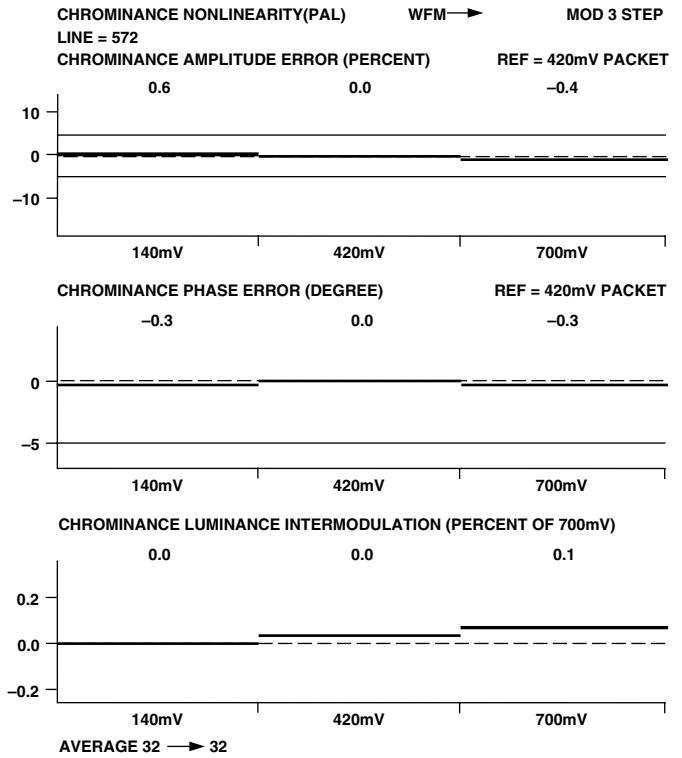 CHROMINANCE NONLINEARITY(PAL) WFM MOD 3 STEP
LINE = 572
CHROMINANCE AMPLITUDE ERROR (PERCENT) REF = 420mV PACKET
0.6 0.0 –0.4
10
0
–10
140mV 420mV 700mV
CHROMINANCE PHASE ERROR (DEGREE) REF = 420mV PACKET
–0.3 0.0 –0.3
0
–5
140mV 420mV 700mV
CHROMINANCE LUMINANCE INTERMODULATION (PERCENT OF 700mV)
0.0 0.0 0.1
0.2
0.0
–0.2
140mV 420mV 700mV
AVERAGE 32 → 32